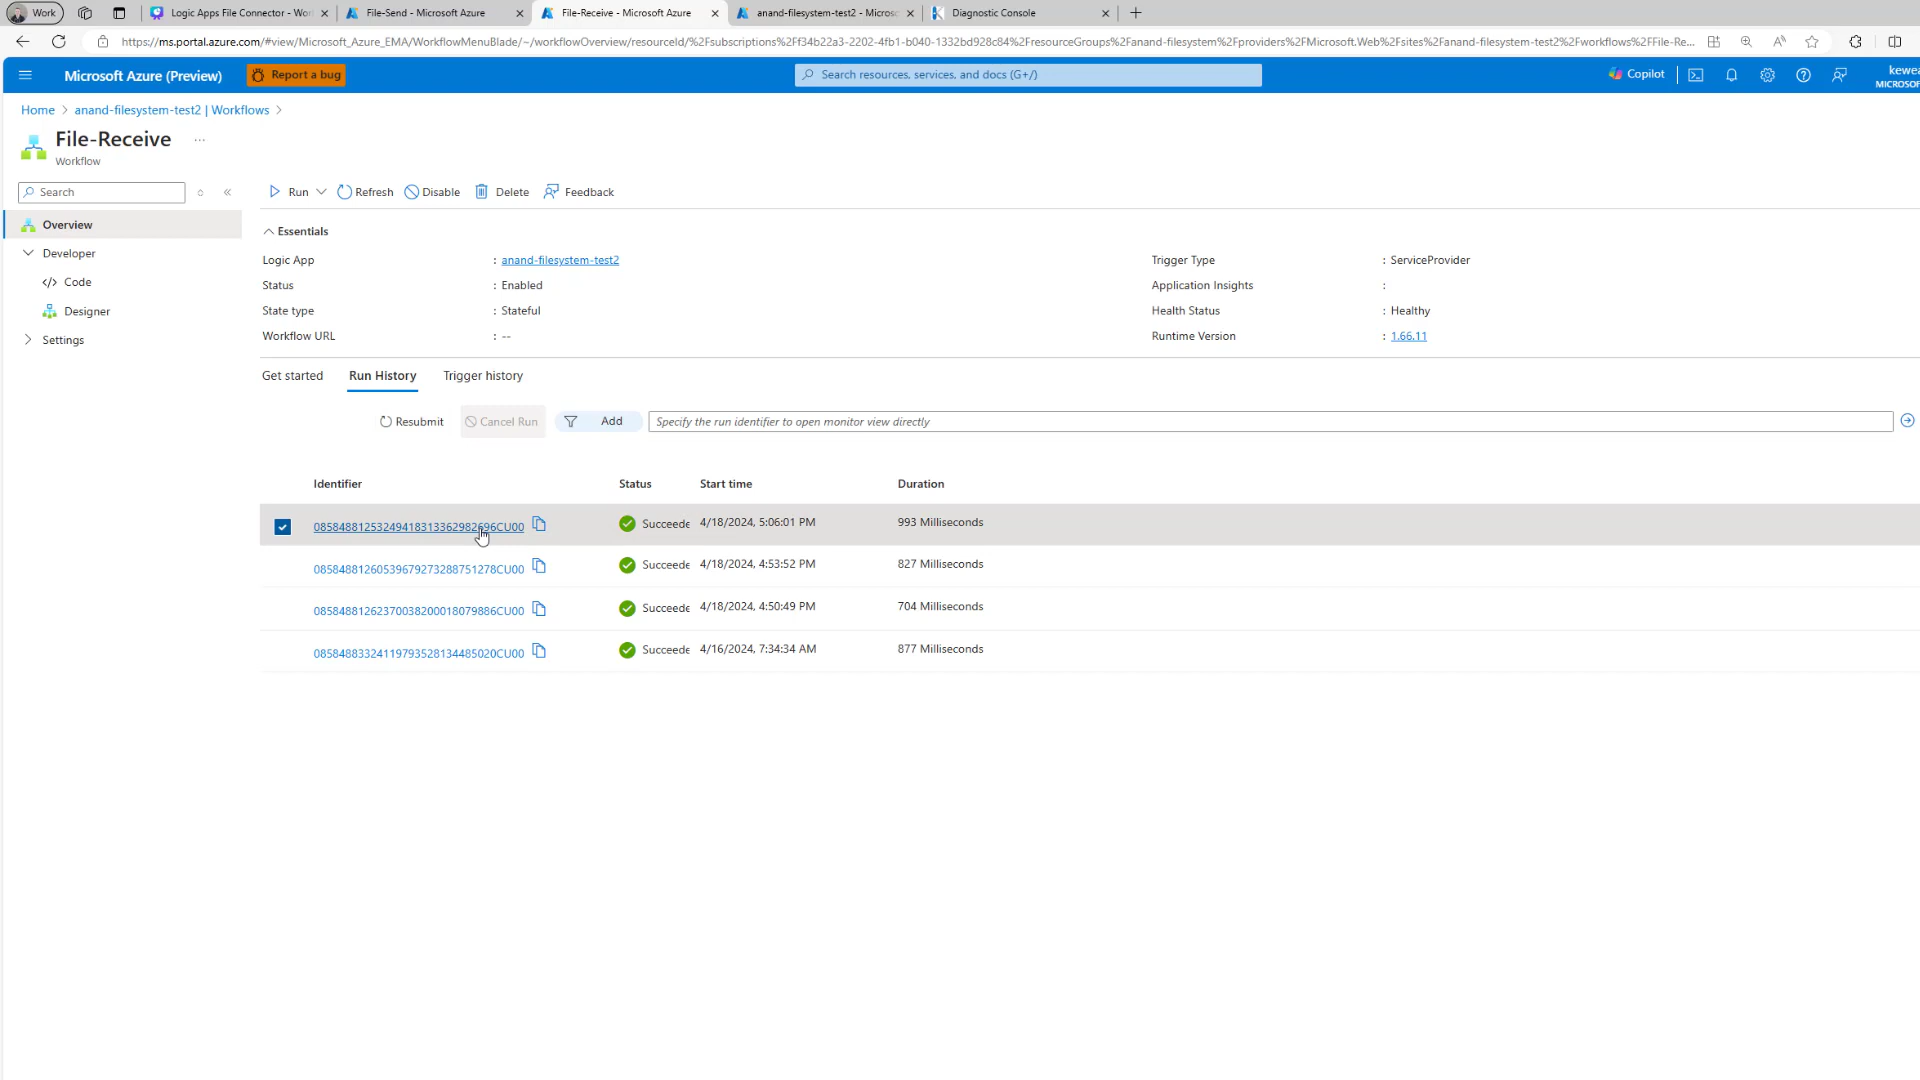 Work
Logic Apps File Connector - Wor
File-Send - Microsoft Azure
File-Receive - Microsoft Azure
anand-filesystem-test2 - Micros
Diagnostic Console
https://ms.portal.azure.com/#view/Microsoft_Azure_EMA/WorkflowMenuBlade/~/workflowOverview/resourceId/%2Fsubscriptions%2Ff34b22a3-2202-4fb1-b040-1332bd928c84%2FresourceGroups%2Fanand-filesystem%2Fproviders%2FMicrosoft.Web%2Fsites%2Fanand-filesystem-test2%2Fworkflows%2FFile-Re...
Microsoft Azure (Preview)
Report a bug
Search resources, services, and docs (G+/)
Copilot
kewea
MICROSOF
Home > anand-filesystem-test2 | Workflows >
File-Receive ...
Workflow
Search
Overview
Developer
Code
Designer
Settings
Run
Refresh
Disable
Delete
Feedback
Essentials
Logic App : anand-filesystem-test2
Status : Enabled
State type : Stateful
Workflow URL : --
Trigger Type : ServiceProvider
Application Insights :
Health Status : Healthy
Runtime Version : 1.66.11
Get started
Run History
Trigger history
Resubmit
Cancel Run
Add
Specify the run identifier to open monitor view directly
Identifier Status Start time Duration
08584881253249418313362982696CU00 Succeede 4/18/2024, 5:06:01 PM 993 Milliseconds
08584881260539679273288751278CU00 Succeede 4/18/2024, 4:53:52 PM 827 Milliseconds
08584881262370038200018079886CU00 Succeede 4/18/2024, 4:50:49 PM 704 Milliseconds
08584883324119793528134485020CU00 Succeede 4/16/2024, 7:34:34 AM 877 Milliseconds